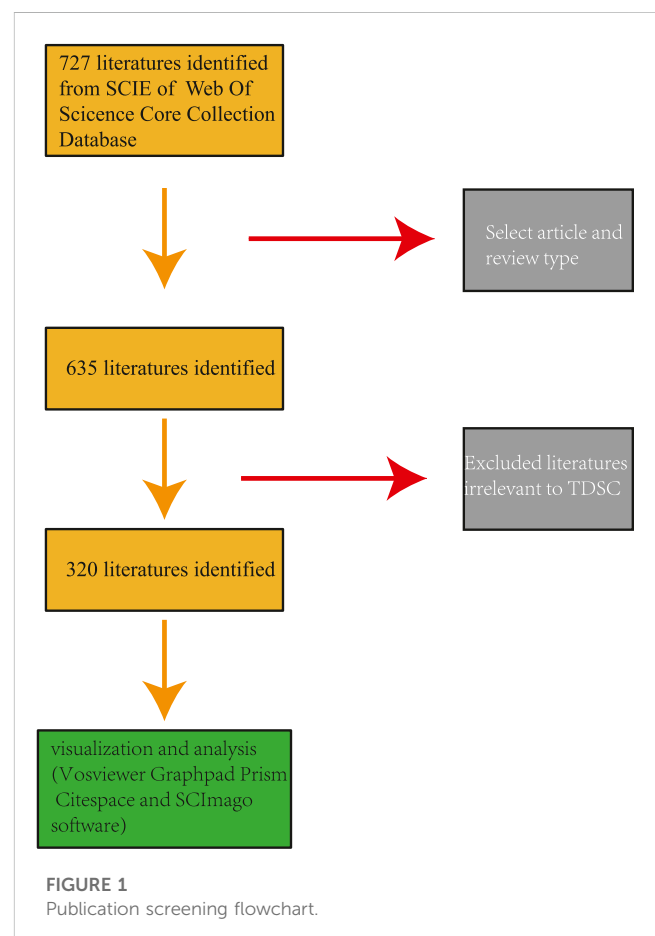 727 literatures identified
from SCIE of Web Of
Scicence Core Collection
Database
Select article and
review type
635 literatures identified
Excluded literatures
irrelevant to TDSC
320 literatures identified
visualization and analysis
(Vosviewer Graphpad Prism
Citespace and SCImago
software)
FIGURE 1
Publication screening flowchart.